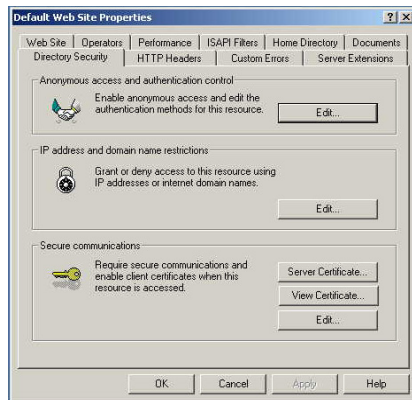 Default Web Site Properties
Web Site Operators Performance ISAPI Filters Home Directory Documents
Directory Security HTTP Headers Custom Errors Server Extensions
Anonymous access and authentication control
Enable anonymous access and edit the
authentication methods for this resource.
Edit...
IP address and domain name restrictions
Grant or deny access to this resource using
IP addresses or internet domain names.
Edit...
Secure communications
Require secure communications and
enable client certificates when this
resource is accessed.
Server Certificate...
View Certificate...
Edit...
OK Cancel Apply Help